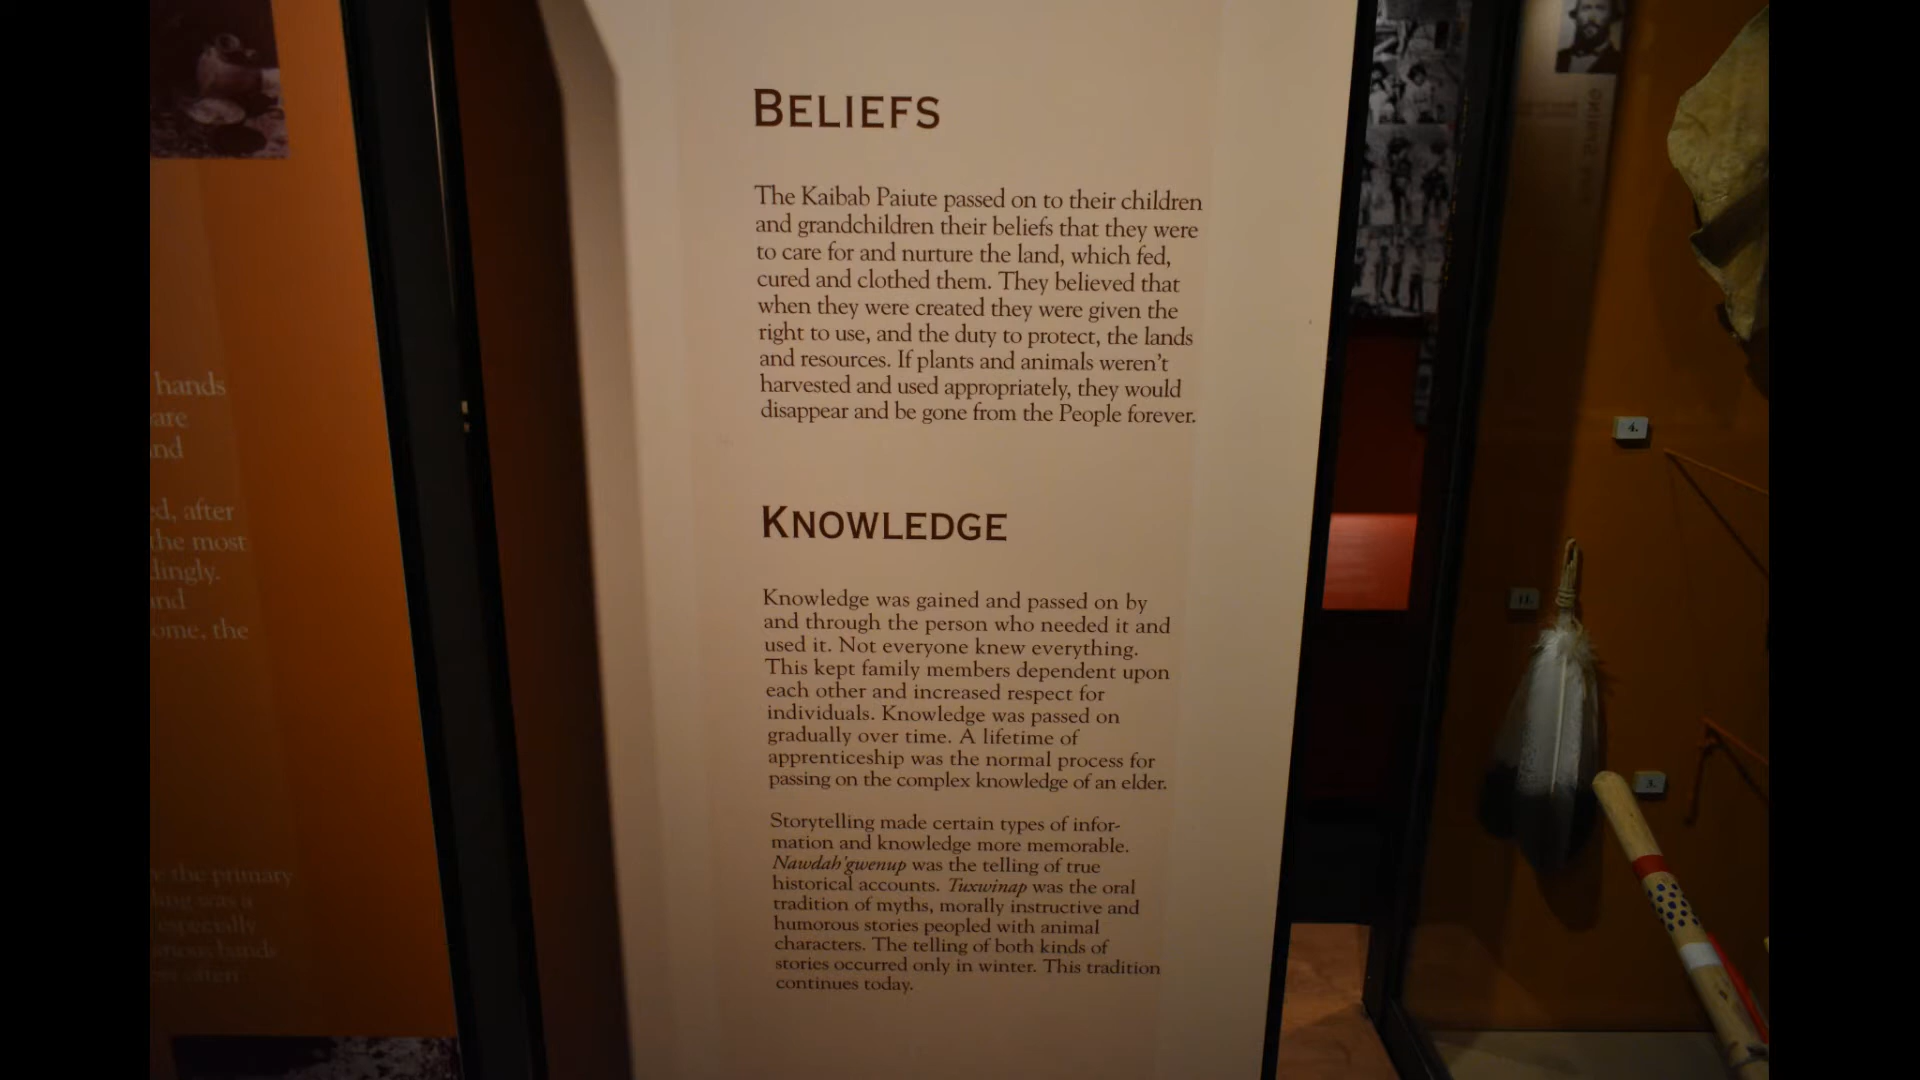 BELIEFS
The Kaibab Paiute passed on to their children
and grandchildren their beliefs that they were
to care for and nurture the land, which fed,
cured and clothed them. They believed that
when they were created they were given the
right to use, and the duty to protect, the lands
and resources. If plants and animals weren't
harvested and used appropriately, they would
disappear and be gone from the People forever.
KNOWLEDGE
Knowledge was gained and passed on by
and through the person who needed it and
used it. Not everyone knew everything.
This kept family members dependent upon
each other and increased respect for
individuals. Knowledge was passed on
gradually over time. A lifetime of
apprenticeship was the normal process for
passing on the complex knowledge of an elder.
Storytelling made certain types of infor-
mation and knowledge more memorable.
Nawdah'gwenup was the telling of true
historical accounts. Tuxwinap was the oral
tradition of myths, morally instructive and
humorous stories peopled with animal
characters. The telling of both kinds of
stories occurred only in winter. This tradition
continues today.
hands
are
after
the most
the
the primary
especially
4.
11.